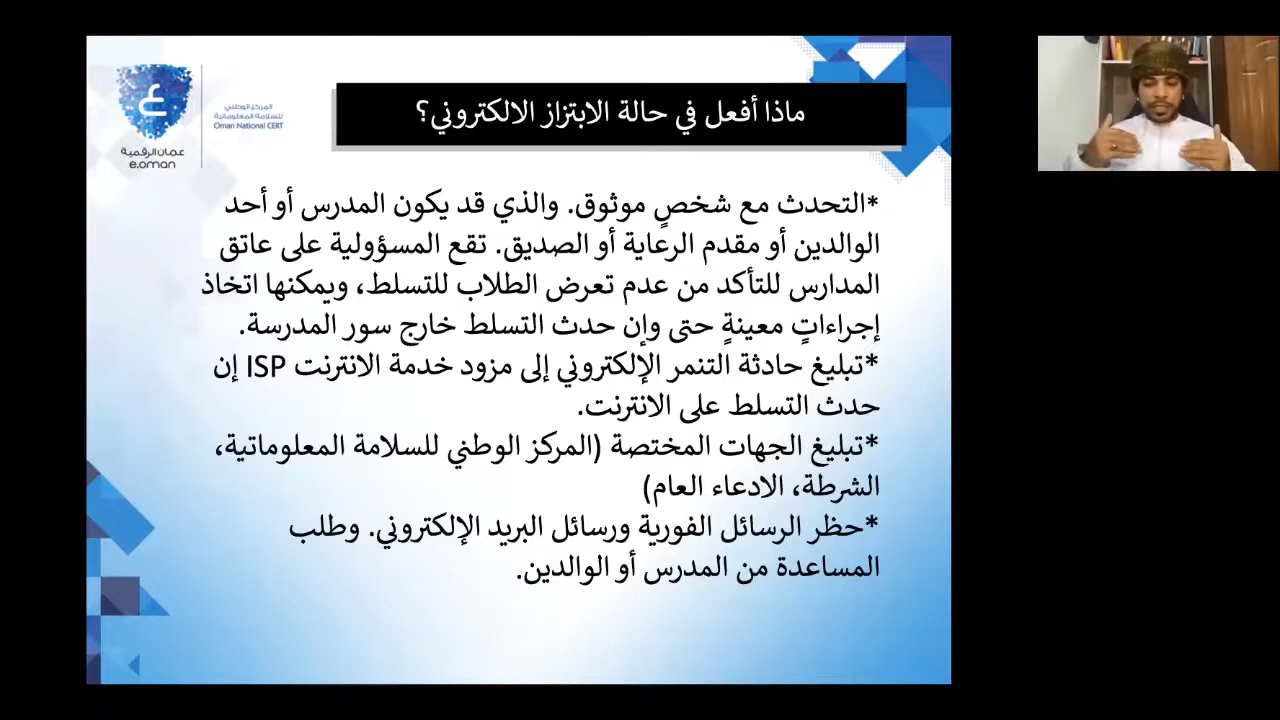 ماذا أفعل في حالة الابتزاز الالكتروني؟
المركز الوطني
للسلامة المعلوماتية
Oman National CERT
عمان الرقمية
e.oman
*التحدث مع شخصٍ موثوق. والذي قد يكون المدرس أو أحد
الوالدين أو مقدم الرعاية أو الصديق. تقع المسؤولية على عاتق
المدارس للتأكد من عدم تعرض الطلاب للتسلط، ويمكنها اتخاذ
إجراءاتٍ معينةٍ حتى وإن حدث التسلط خارج سور المدرسة.
*تبليغ حادثة التنمر الإلكتروني إلى مزود خدمة الانترنت ISP إن
حدث التسلط على الانترنت.
*تبليغ الجهات المختصة (المركز الوطني للسلامة المعلوماتية،
الشرطة، الادعاء العام)
*حظر الرسائل الفورية ورسائل البريد الإلكتروني. وطلب
المساعدة من المدرس أو الوالدين.